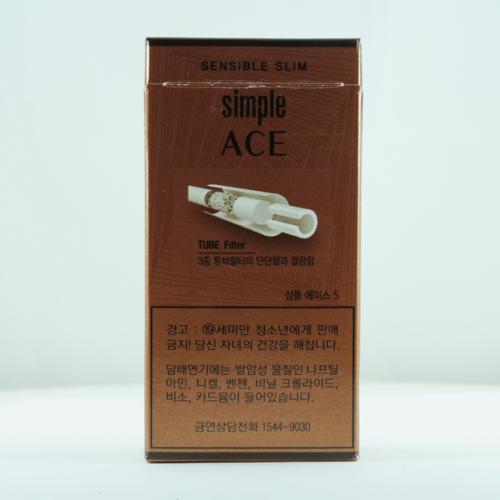 SENSIBLE SLIM
simple
ACE
TUBE Filter
3중 튜브필터의 단단함과 깔끔함
심플 에이스 5
경고 : ⑲세미만 청소년에게 판매
금지! 당신 자녀의 건강을 해칩니다.
담배연기에는 발암성 물질인 나프틸
아민, 니켈, 벤젠, 비닐 크롤라이드,
비소, 카드뮴이 들어있습니다.
금연상담전화 1544-9030